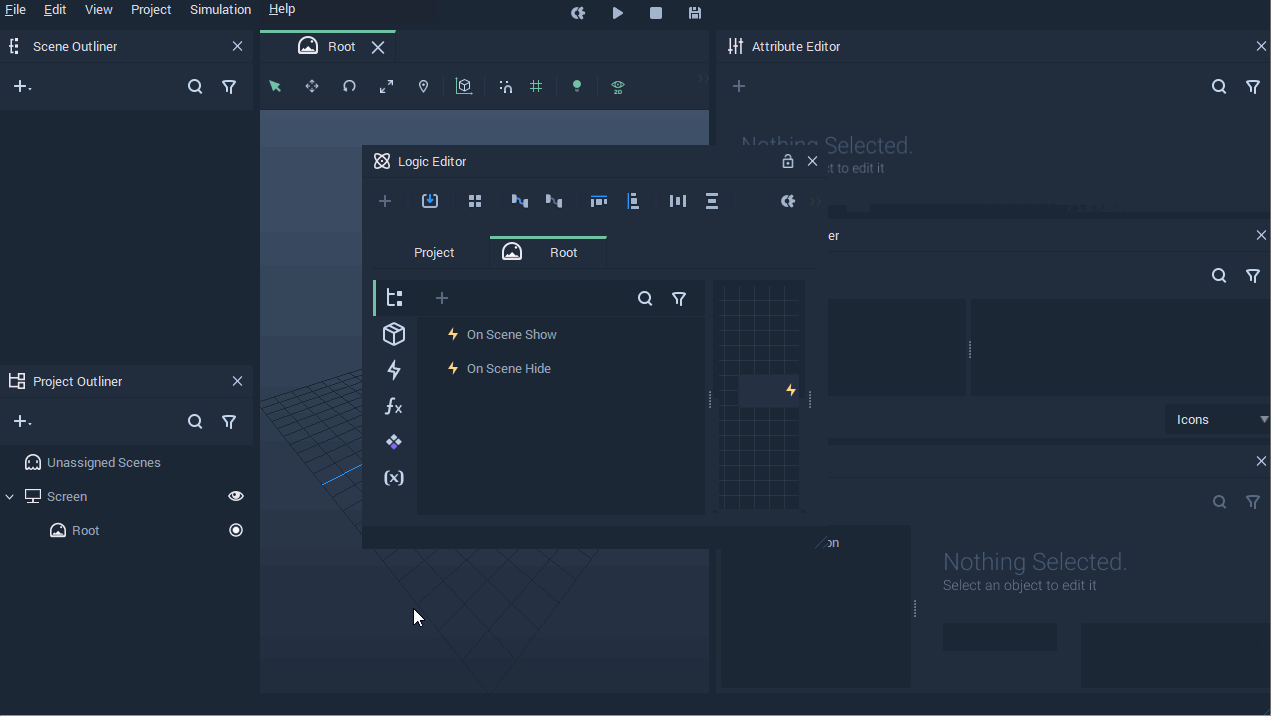 File Edit View Project Simulation Help
Scene Outliner
Root
Attribute Editor
2D
Nothing Selected.
t to edit it
Logic Editor
er
Project Root
On Scene Show
On Scene Hide
Project Outliner
fx
Icons
Unassigned Scenes
(x)
Screen
Root
on
Nothing Selected.
Select an object to edit it